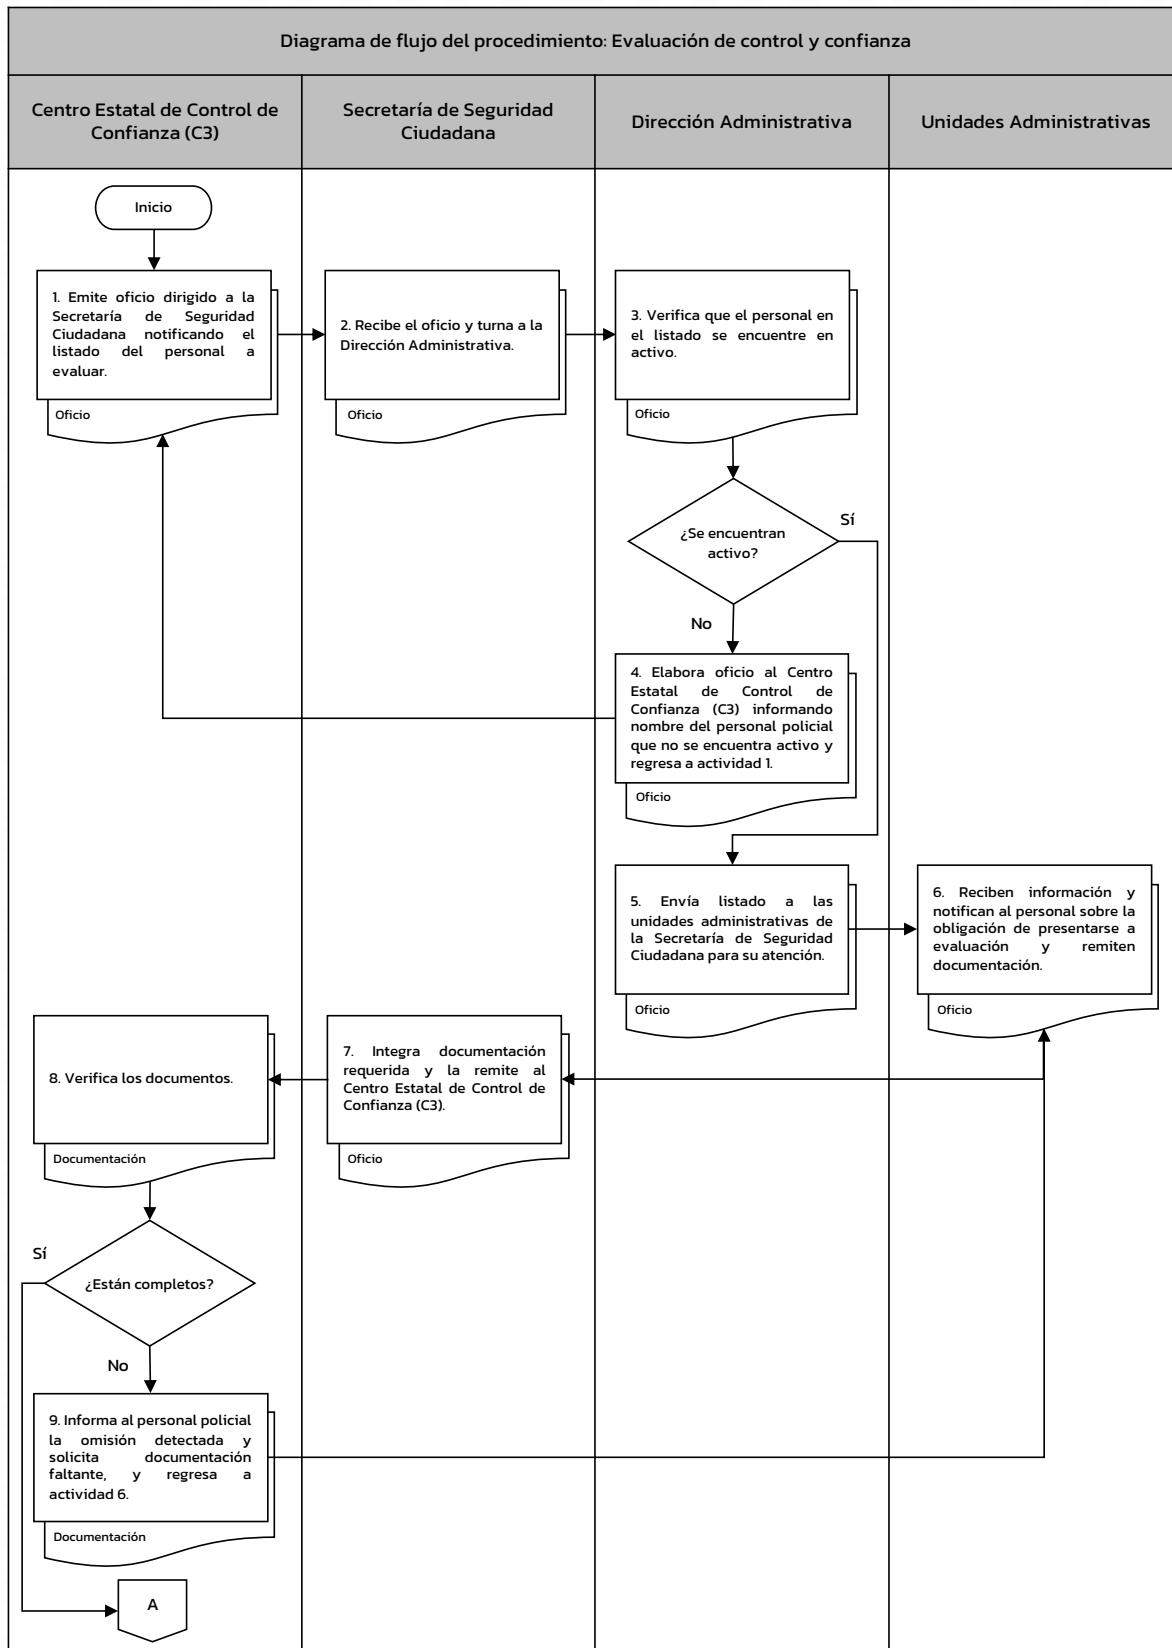 Diagrama de flujo del procedimiento: Evaluación de control y confianza
Centro Estatal de Control de
Confianza (C3)
Secretaría de Seguridad
Ciudadana
Dirección Administrativa
Unidades Administrativas
Inicio
1. Emite oficio dirigido a la
Secretaría de Seguridad
Ciudadana notificando el
listado del personal a
evaluar.
Oficio
2. Recibe el oficio y turna a la
Dirección Administrativa.
Oficio
3. Verifica que el personal en
el listado se encuentre en
activo.
Oficio
¿Se encuentran
activo?
Sí
No
4. Elabora oficio al Centro
Estatal de Control de
Confianza (C3) informando
nombre del personal policial
que no se encuentra activo y
regresa a actividad 1.
Oficio
5. Envía listado a las
unidades administrativas de
la Secretaría de Seguridad
Ciudadana para su atención.
Oficio
6. Reciben información y
notifican al personal sobre la
obligación de presentarse a
evaluación y remiten
documentación.
Oficio
7. Integra documentación
requerida y la remite al
Centro Estatal de Control de
Confianza (C3).
Oficio
8. Verifica los documentos.
Documentación
¿Están completos?
Sí
No
9. Informa al personal policial
la omisión detectada y
solicita documentación
faltante, y regresa a
actividad 6.
Documentación
A